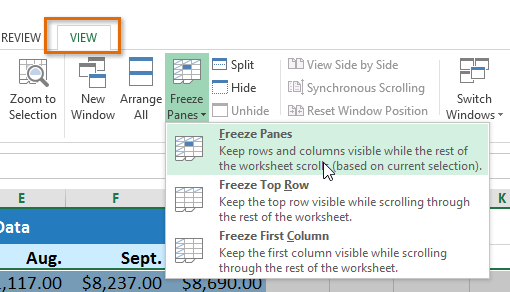 REVIEW VIEW
Zoom to Selection
New Window
Arrange All
Freeze Panes
Split
Hide
Unhide
View Side by Side
Synchronous Scrolling
Reset Window Position
Switch Windows
Freeze Panes
Keep rows and columns visible while the rest of
the worksheet scrolls (based on current selection).
Freeze Top Row
Keep the top row visible while scrolling through
the rest of the worksheet.
Freeze First Column
Keep the first column visible while scrolling
through the rest of the worksheet.
E F K
Data
Aug. Sept.
,117.00 $8,237.00 $8,690.00